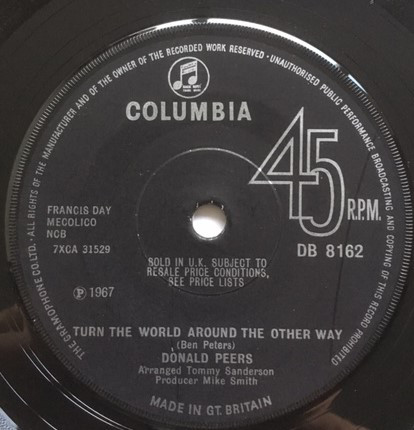 THE GRAMOPHONE CO. LTD. · ALL RIGHTS OF THE MANUFACTURER AND OF THE OWNER OF THE RECORDED WORK RESERVED · UNAUTHORISED PUBLIC PERFORMANCE BROADCASTING AND COPYING OF THIS RECORD PROHIBITED
COLUMBIA
45 R.P.M.
FRANCIS DAY
MECOLICO
NCB
7XCA 31529
DB 8162
SOLD IN U.K. SUBJECT TO
RESALE PRICE CONDITIONS,
SEE PRICE LISTS
Ⓟ 1967
TURN THE WORLD AROUND THE OTHER WAY
(Ben Peters)
DONALD PEERS
Arranged Tommy Sanderson
Producer Mike Smith
MADE IN GT. BRITAIN